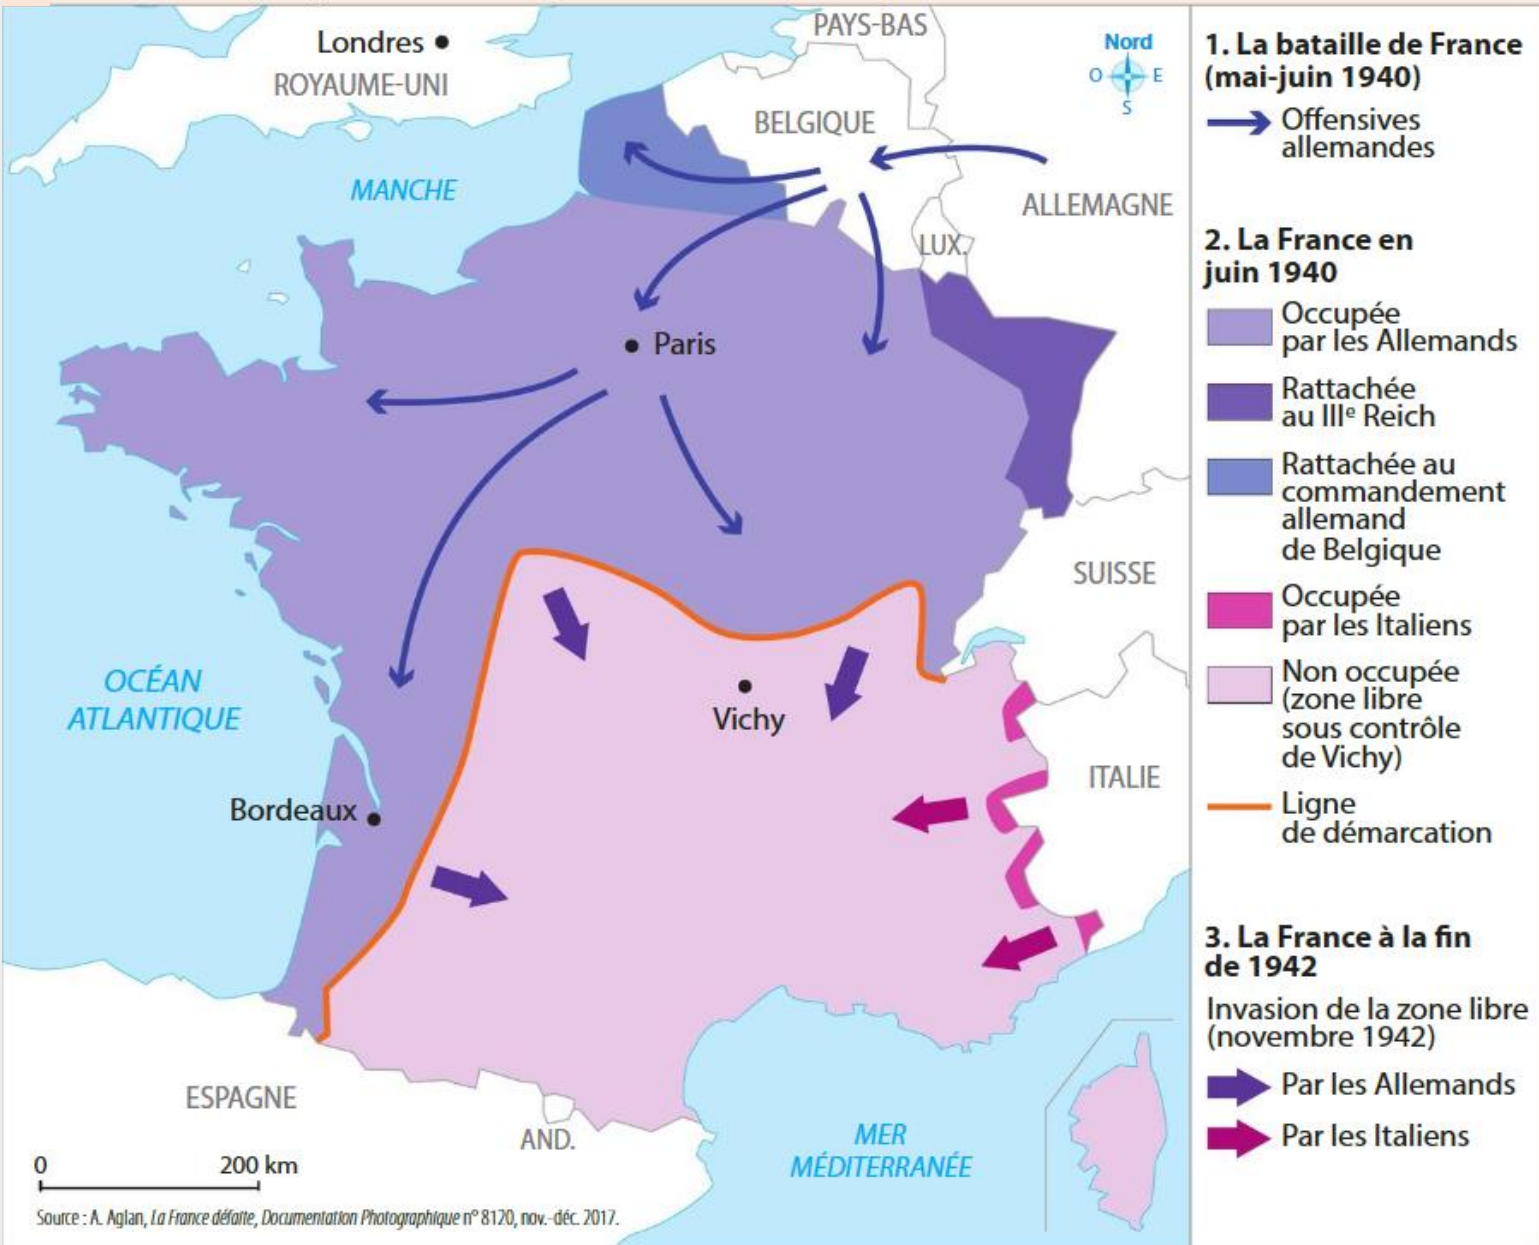 PAYS-BAS
Londres
ROYAUME-UNI
Nord
O
E
S
BELGIQUE
MANCHE
ALLEMAGNE
LUX.
Paris
SUISSE
OCÉAN
ATLANTIQUE
Vichy
ITALIE
Bordeaux
ESPAGNE
AND.
MER
MÉDITERRANÉE
0
200 km
Source : A. Aglan, La France défaite, Documentation Photographique n° 8120, nov.-déc. 2017.
1. La bataille de France
(mai-juin 1940)
Offensives
allemandes
2. La France en
juin 1940
Occupée
par les Allemands
Rattachée
au IIIe Reich
Rattachée au
commandement
allemand
de Belgique
Occupée
par les Italiens
Non occupée
(zone libre
sous contrôle
de Vichy)
Ligne
de démarcation
3. La France à la fin
de 1942
Invasion de la zone libre
(novembre 1942)
Par les Allemands
Par les Italiens